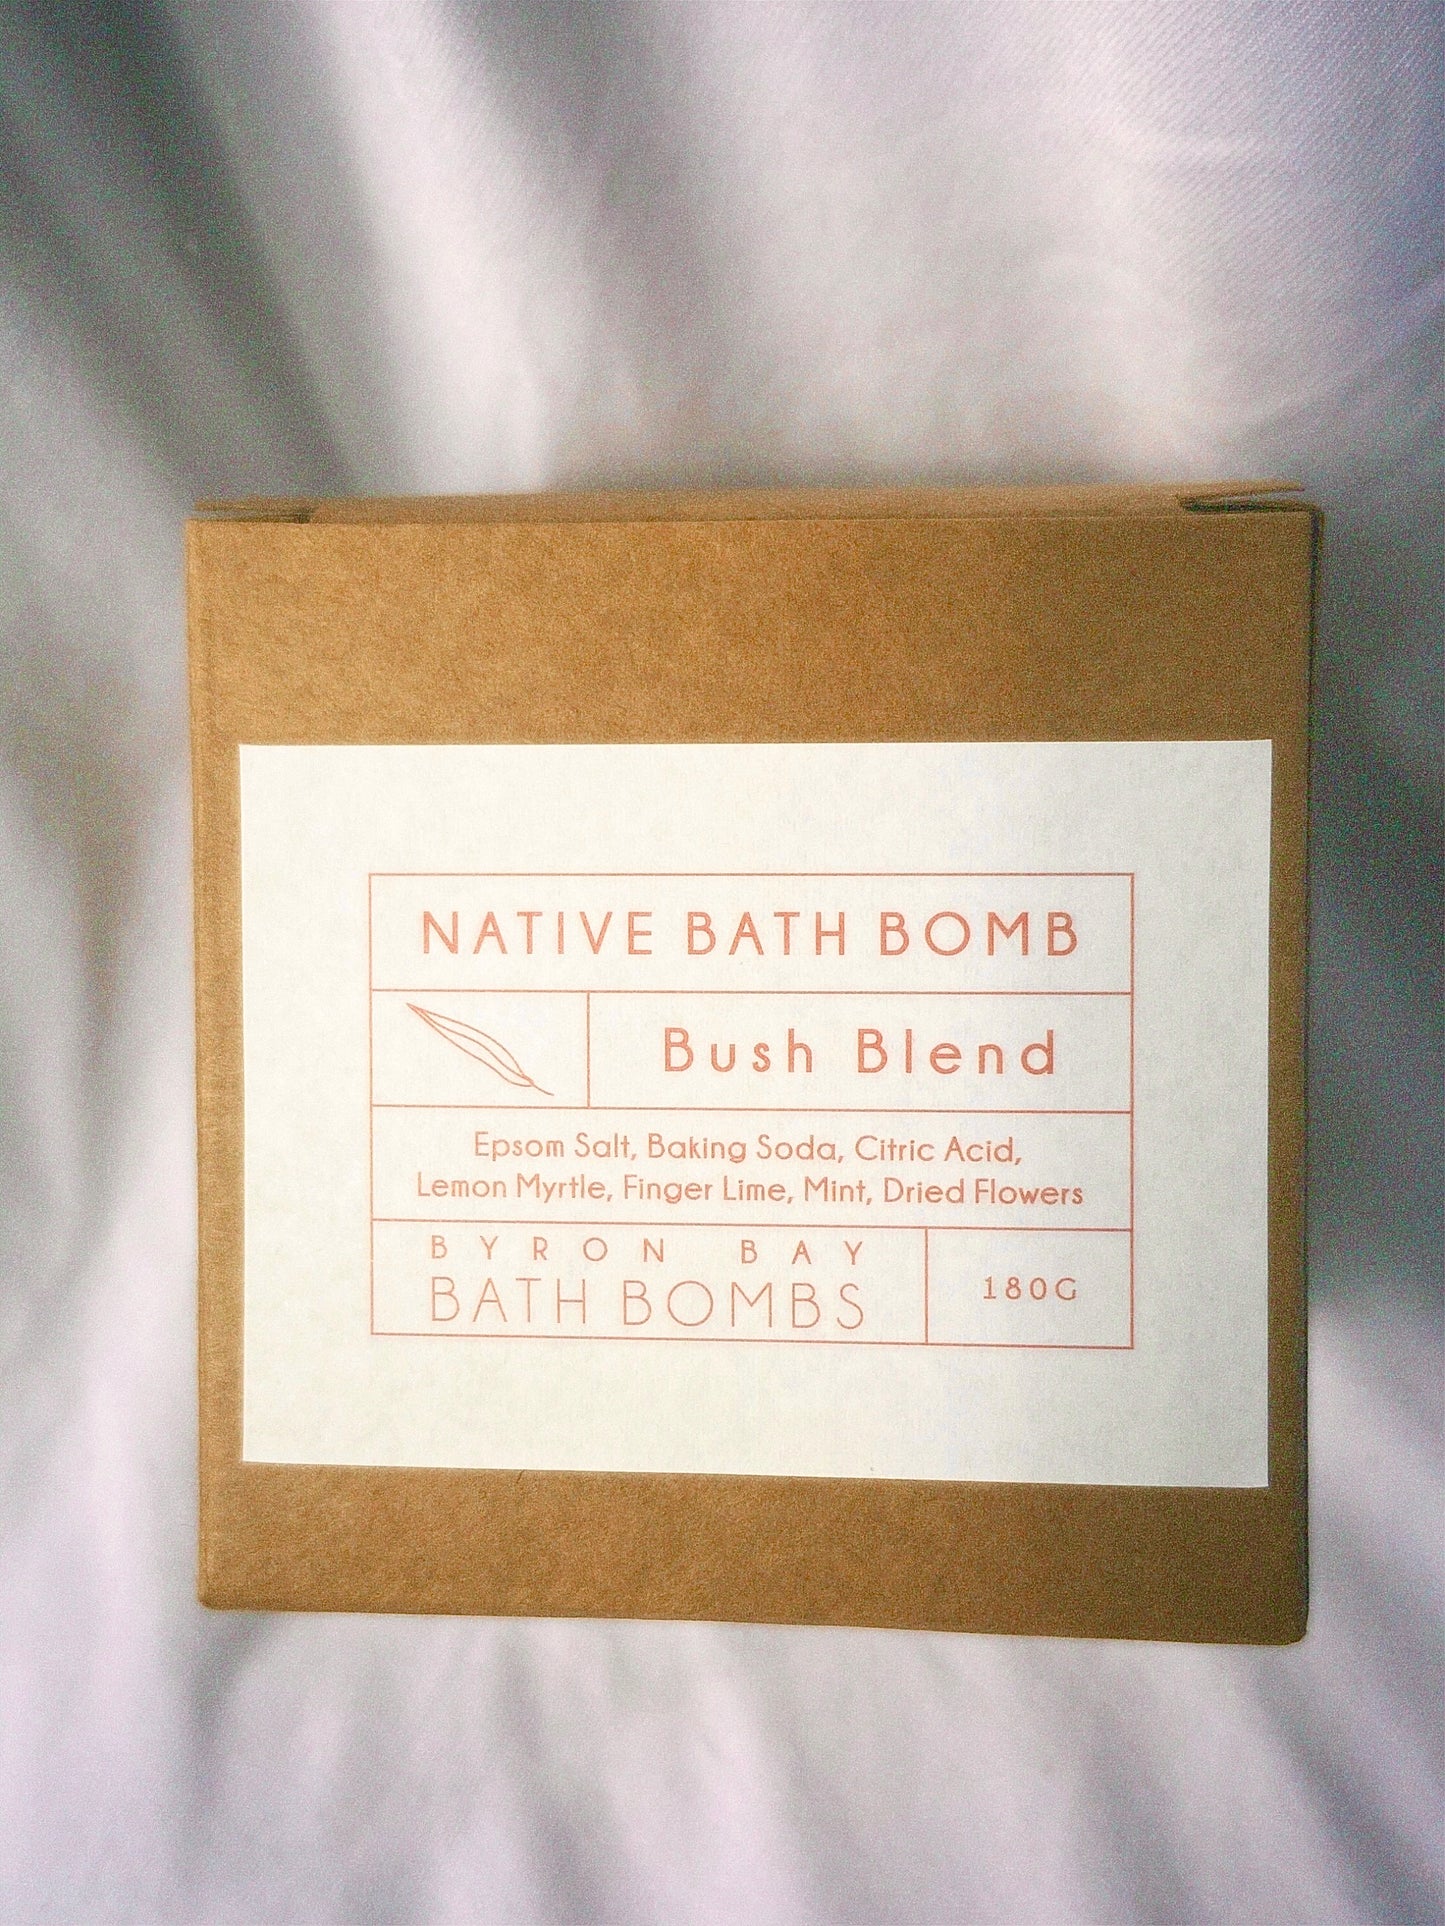 NATIVE BATH BOMB
Bush Blend
Epsom Salt, Baking Soda, Citric Acid,
Lemon Myrtle, Finger Lime, Mint, Dried Flowers
BYRON BAY
BATH BOMBS
180G